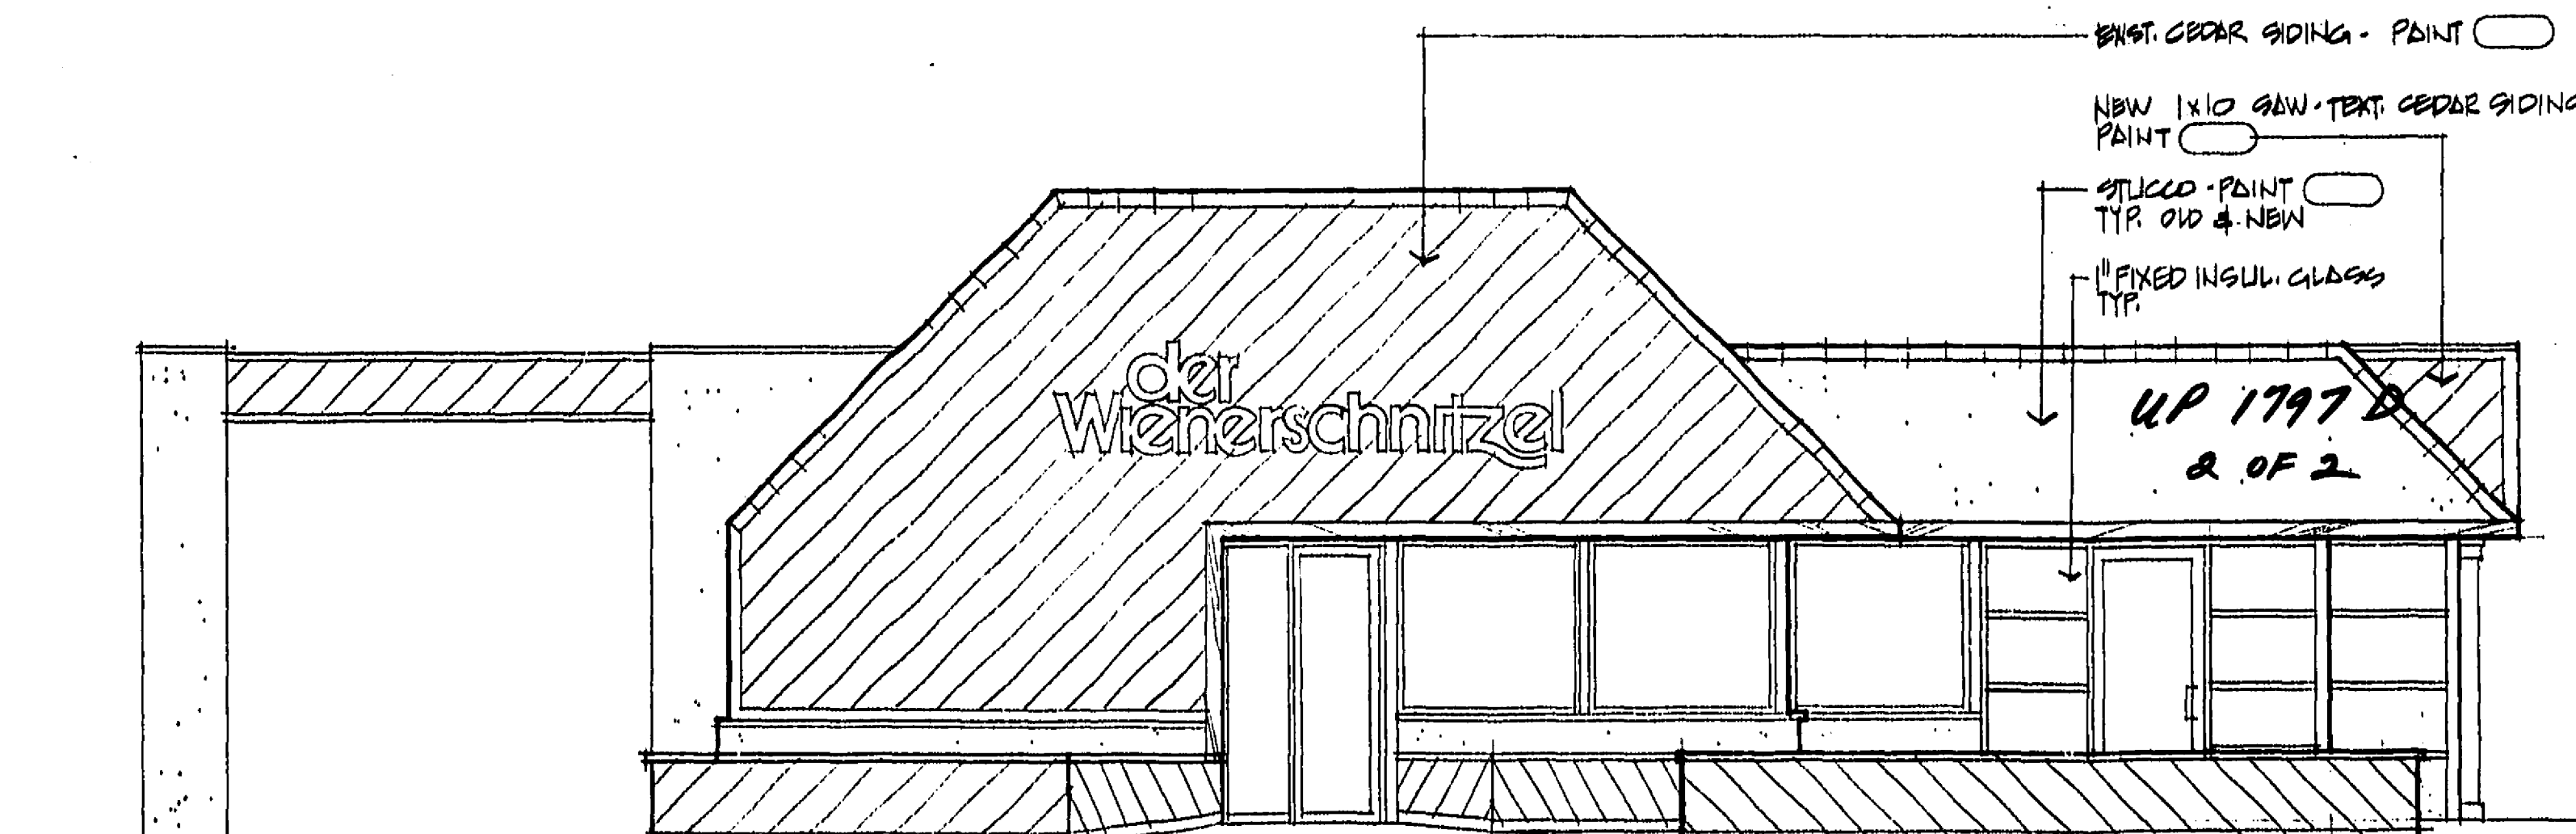 EXIST. CEDAR SIDING - PAINT
NEW 1x10 SAW-TEXT. CEDAR SIDING
PAINT
STUCCO - PAINT
TYP. OLD & NEW
1" FIXED INSUL. GLASS
TYP.
der
Wienerschnitzel
UP 1797 D
2 OF 2